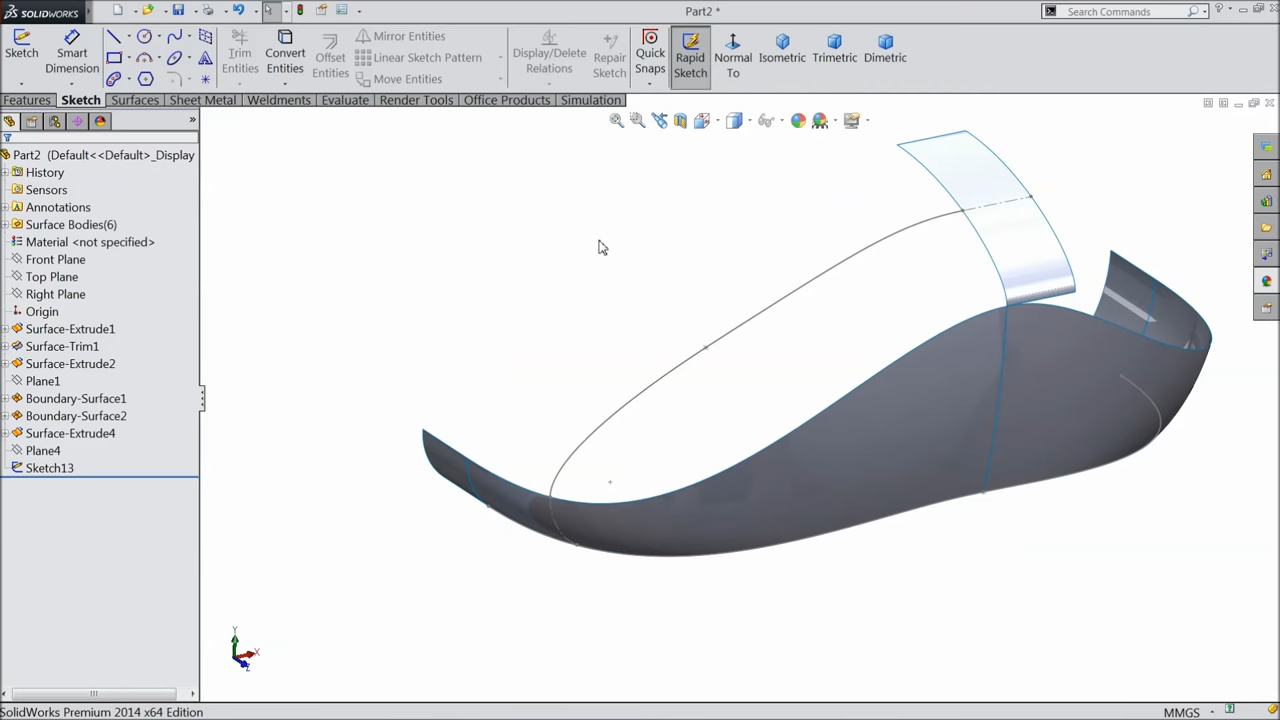 SOLIDWORKS
Part2 *
Search Commands
Sketch
Smart Dimension
Trim Entities
Convert Entities
Offset Entities
Mirror Entities
Linear Sketch Pattern
Move Entities
Display/Delete Relations
Repair Sketch
Quick Snaps
Rapid Sketch
Normal To
Isometric
Trimetric
Dimetric
Features
Sketch
Surfaces
Sheet Metal
Weldments
Evaluate
Render Tools
Office Products
Simulation
Part2 (Default<<Default>_Display
History
Sensors
Annotations
Surface Bodies(6)
Material <not specified>
Front Plane
Top Plane
Right Plane
Origin
Surface-Extrude1
Surface-Trim1
Surface-Extrude2
Plane1
Boundary-Surface1
Boundary-Surface2
Surface-Extrude4
Plane4
Sketch13
Y
X
Z
SolidWorks Premium 2014 x64 Edition
MMGS